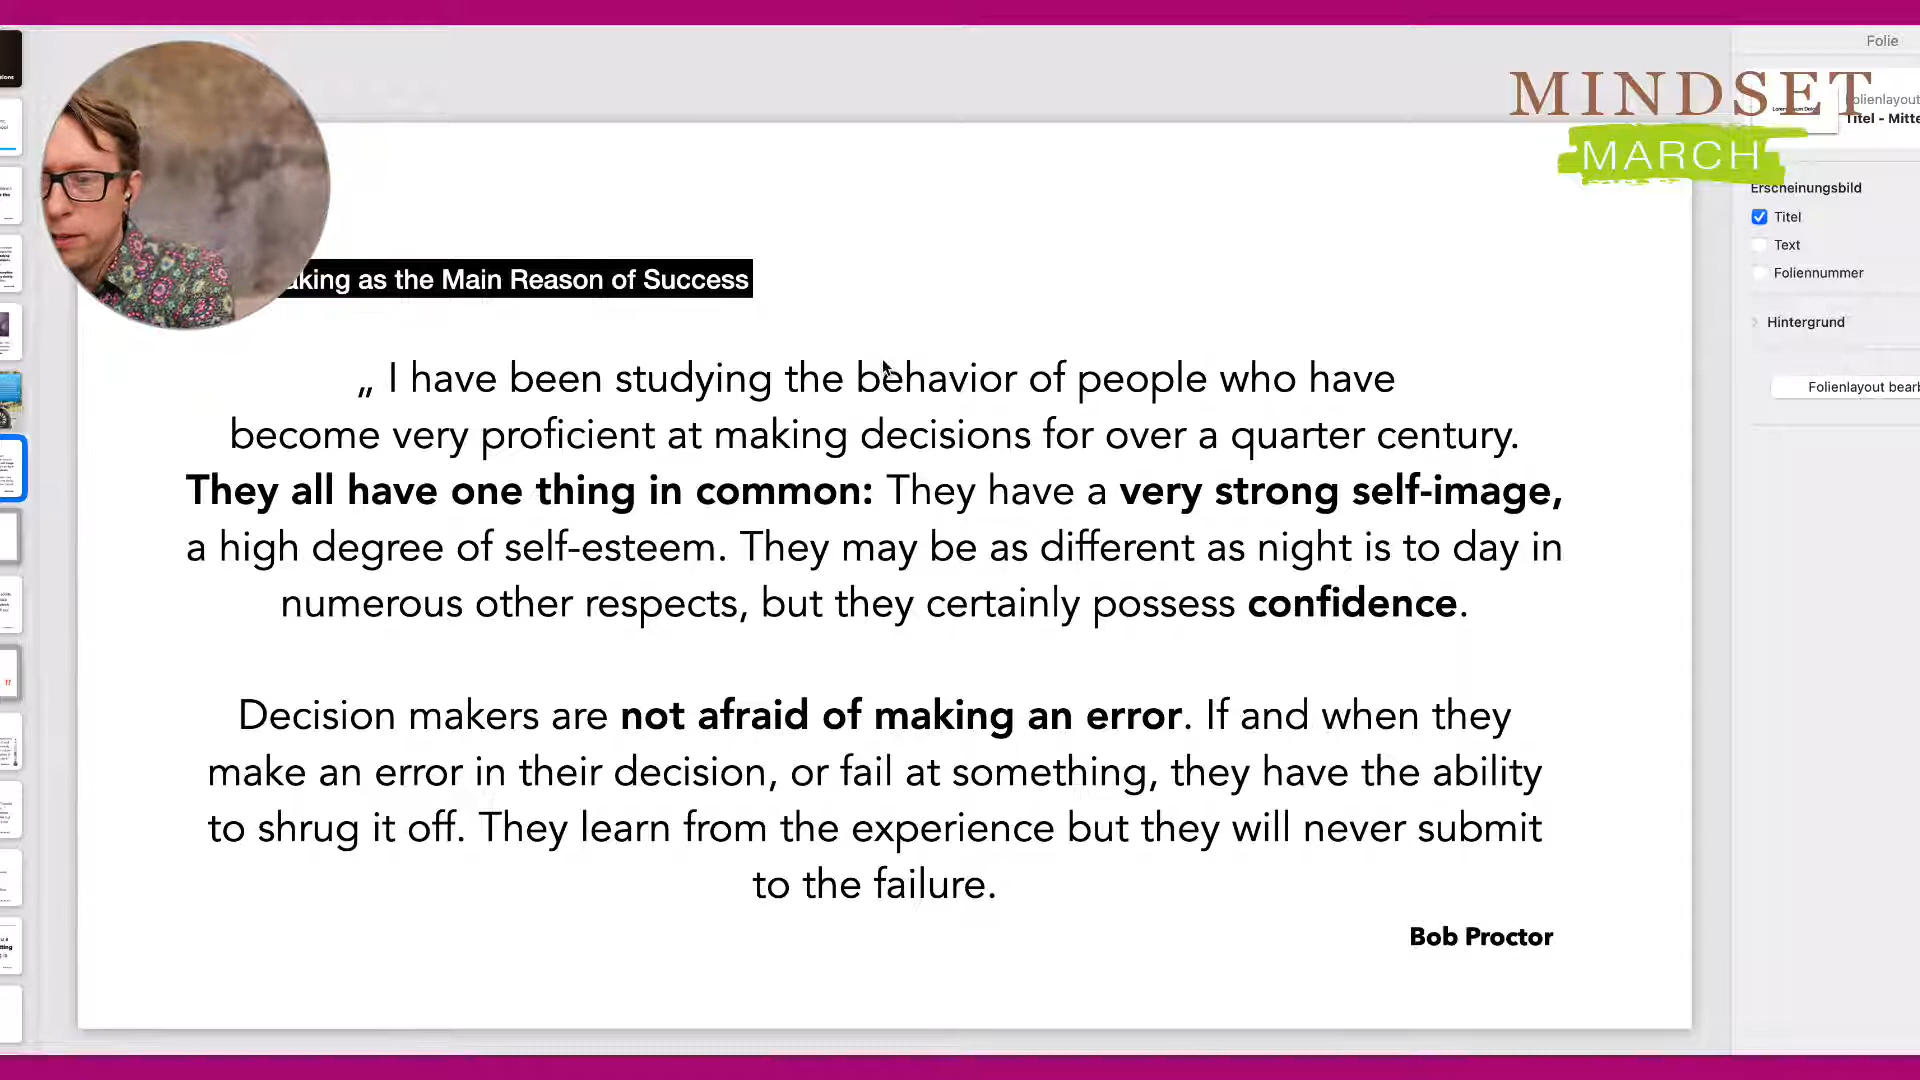 Folie
MINDSET
MARCH
Folienlayout
Titel - Mitte
Erscheinungsbild
Titel
Text
Foliennummer
Hintergrund
Folienlayout bearb
aking as the Main Reason of Success
„ I have been studying the behavior of people who have
become very proficient at making decisions for over a quarter century.
They all have one thing in common: They have a very strong self-image,
a high degree of self-esteem. They may be as different as night is to day in
numerous other respects, but they certainly possess confidence.
Decision makers are not afraid of making an error. If and when they
make an error in their decision, or fail at something, they have the ability
to shrug it off. They learn from the experience but they will never submit
to the failure.
Bob Proctor